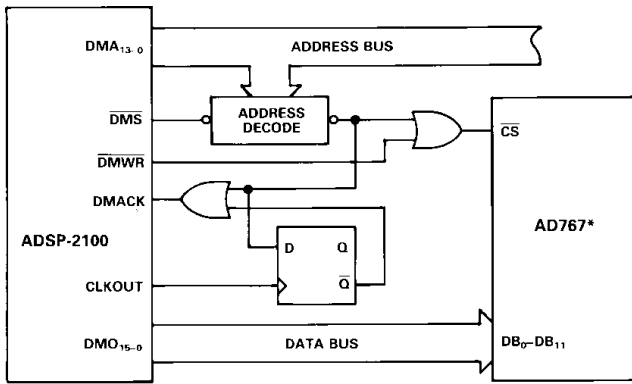 DMA13-0
ADDRESS BUS
DMS
ADDRESS
DECODE
DMWR
CS
DMACK
ADSP-2100
AD767*
D
Q
Q
CLKOUT
DMO15-0
DATA BUS
DB0–DB11